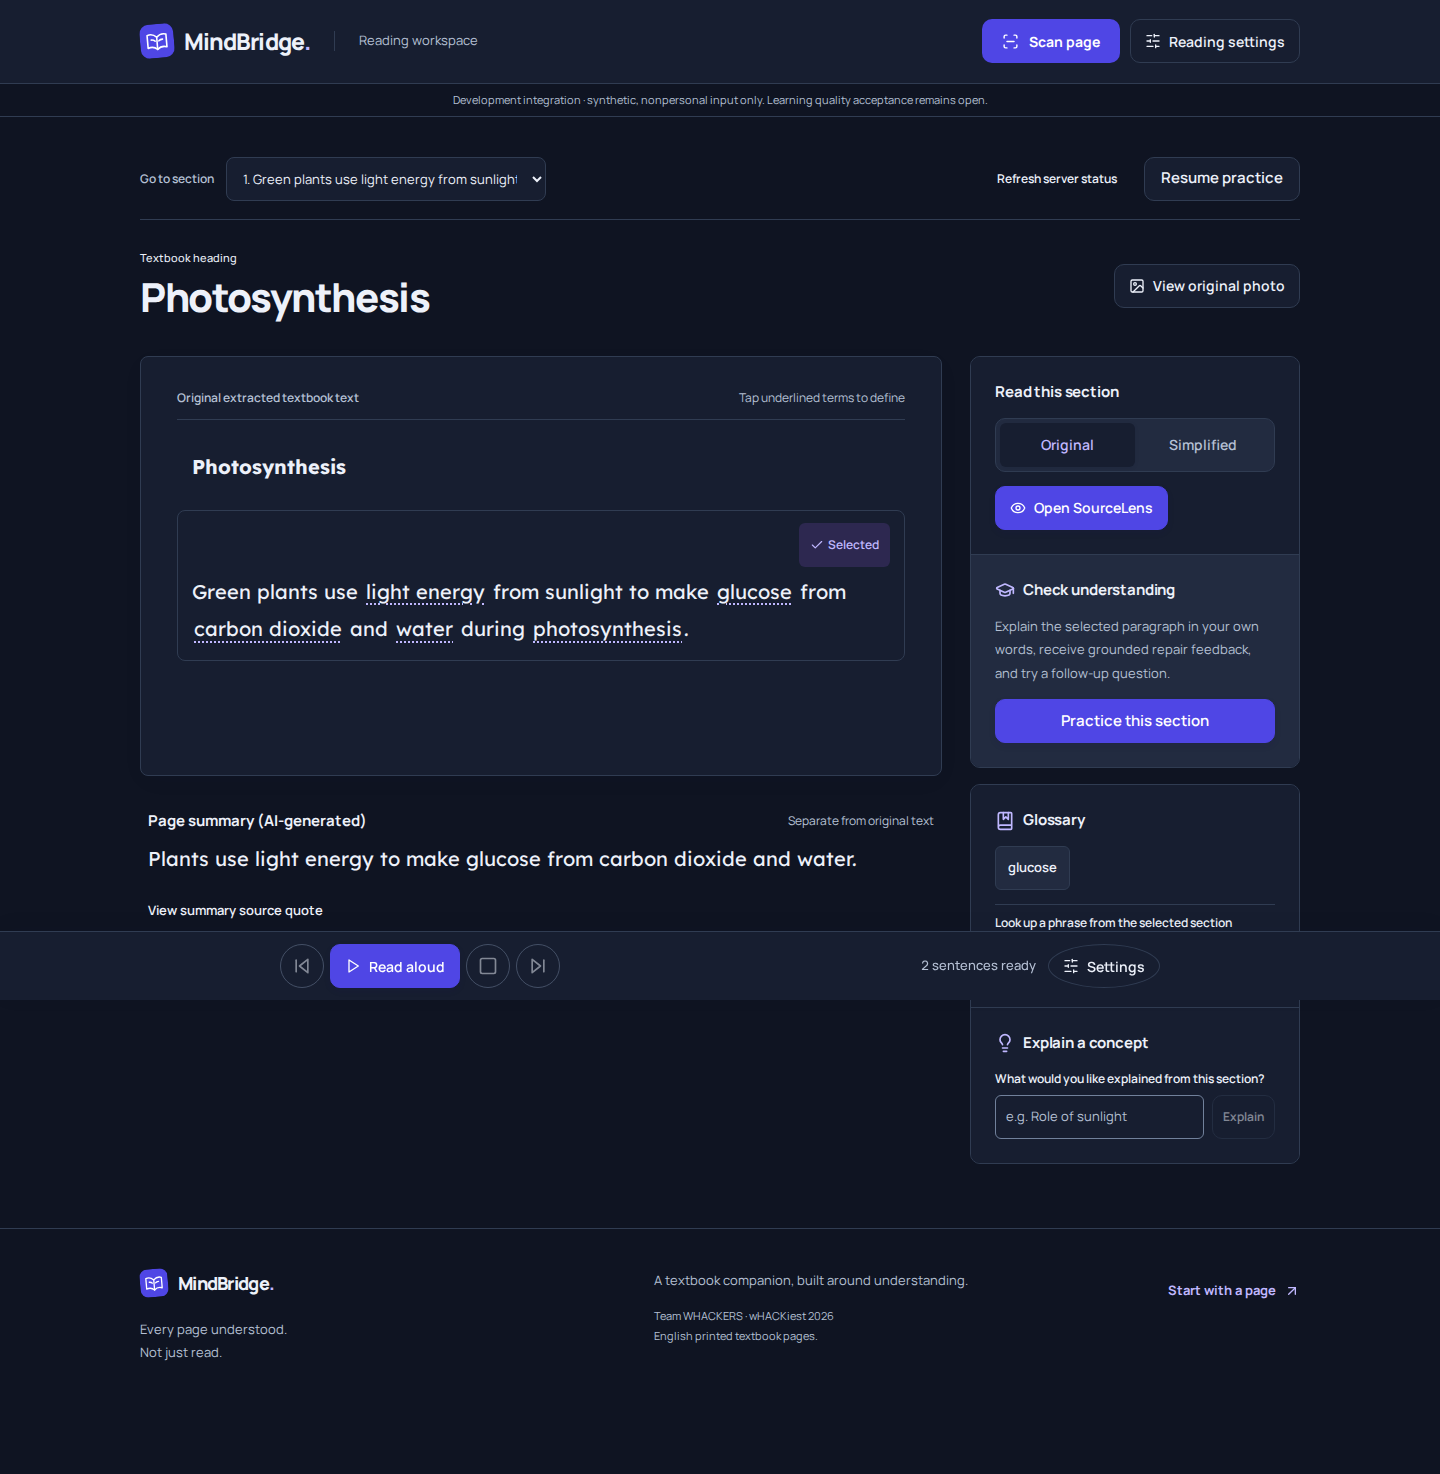 MindBridge.
Reading workspace
Scan page
Reading settings
Development integration · synthetic, nonpersonal input only. Learning quality acceptance remains open.
Go to section
1. Green plants use light energy from sunlight
Refresh server status
Resume practice
Textbook heading
Photosynthesis
View original photo
Original extracted textbook text
Tap underlined terms to define
Photosynthesis
Selected
Green plants use light energy from sunlight to make glucose from
carbon dioxide and water during photosynthesis.
Read this section
Original
Simplified
Open SourceLens
Check understanding
Explain the selected paragraph in your own
words, receive grounded repair feedback,
and try a follow-up question.
Practice this section
Page summary (AI-generated)
Separate from original text
Plants use light energy to make glucose from carbon dioxide and water.
View summary source quote
Glossary
glucose
Look up a phrase from the selected section
Read aloud
2 sentences ready
Settings
Explain a concept
What would you like explained from this section?
e.g. Role of sunlight
Explain
MindBridge.
Every page understood.
Not just read.
A textbook companion, built around understanding.
Team WHACKERS · wHACKiest 2026
English printed textbook pages.
Start with a page